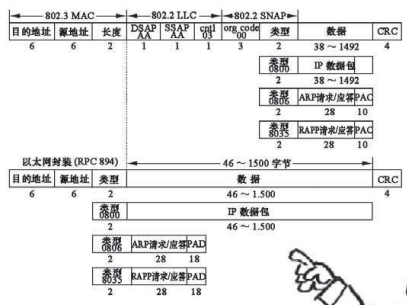 802.3 MAC 802.2 LLC 802.2 SNAP
目的地址 源地址 长度 DSAP AA SSAP AA cntl 03 org code 00 类型 数据 CRC
6 6 2 1 1 1 3 2 38～1492 4
类型 0800 IP 数据包
2 38～1492
类型 0806 ARP请求/应答 PAC
2 28 10
类型 8035 RAPP请求/应答 PAC
2 28 10
以太网封装(RPC 894) 46～1500 字节
目的地址 源地址 类型 数据 CRC
6 6 2 46～1.500 4
类型 0800 IP 数据包
2 46～1.500
类型 0806 ARP请求/应答 PAD
2 28 18
类型 8035 RAPP请求/应答 PAD
2 28 18